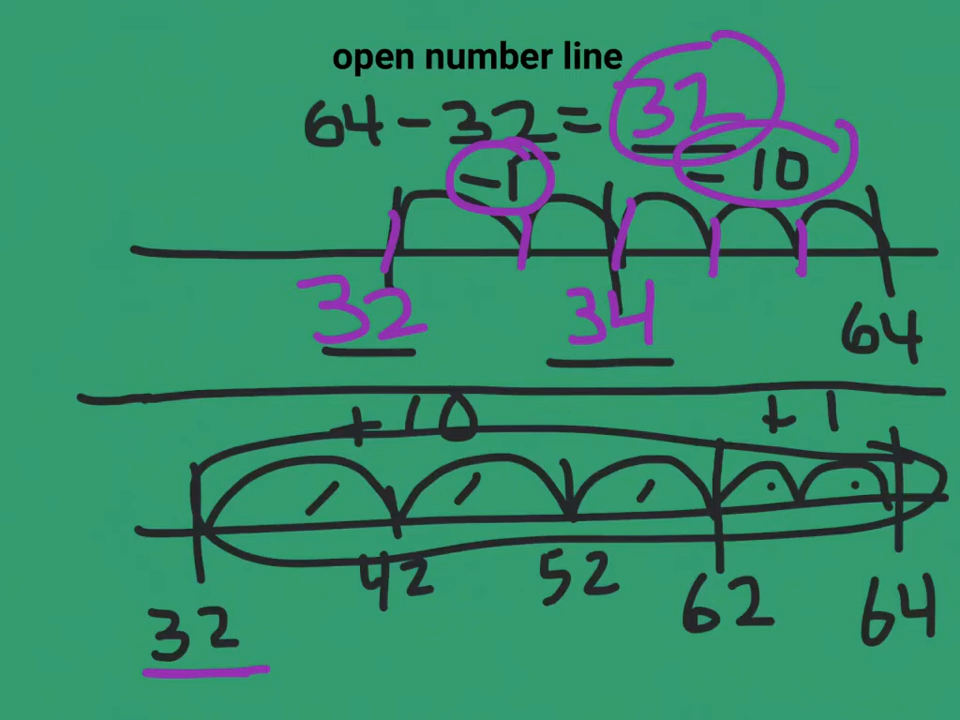 open number line
64 - 32 = 32
-1 - 10
32 34 64
+10 +1
32 42 52 62 64